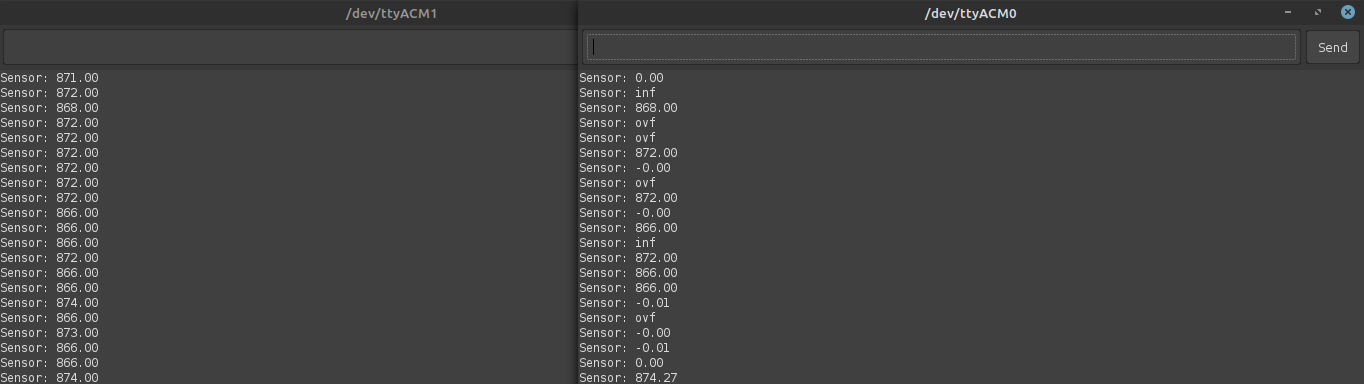 /dev/ttyACM1
Sensor: 871.00
Sensor: 872.00
Sensor: 868.00
Sensor: 872.00
Sensor: 872.00
Sensor: 872.00
Sensor: 872.00
Sensor: 872.00
Sensor: 872.00
Sensor: 866.00
Sensor: 866.00
Sensor: 866.00
Sensor: 872.00
Sensor: 866.00
Sensor: 866.00
Sensor: 874.00
Sensor: 866.00
Sensor: 873.00
Sensor: 866.00
Sensor: 866.00
Sensor: 874.00
/dev/ttyACM0
Send
Sensor: 0.00
Sensor: inf
Sensor: 868.00
Sensor: ovf
Sensor: ovf
Sensor: 872.00
Sensor: -0.00
Sensor: ovf
Sensor: 872.00
Sensor: -0.00
Sensor: 866.00
Sensor: inf
Sensor: 872.00
Sensor: 866.00
Sensor: 866.00
Sensor: -0.01
Sensor: ovf
Sensor: -0.00
Sensor: -0.01
Sensor: 0.00
Sensor: 874.27